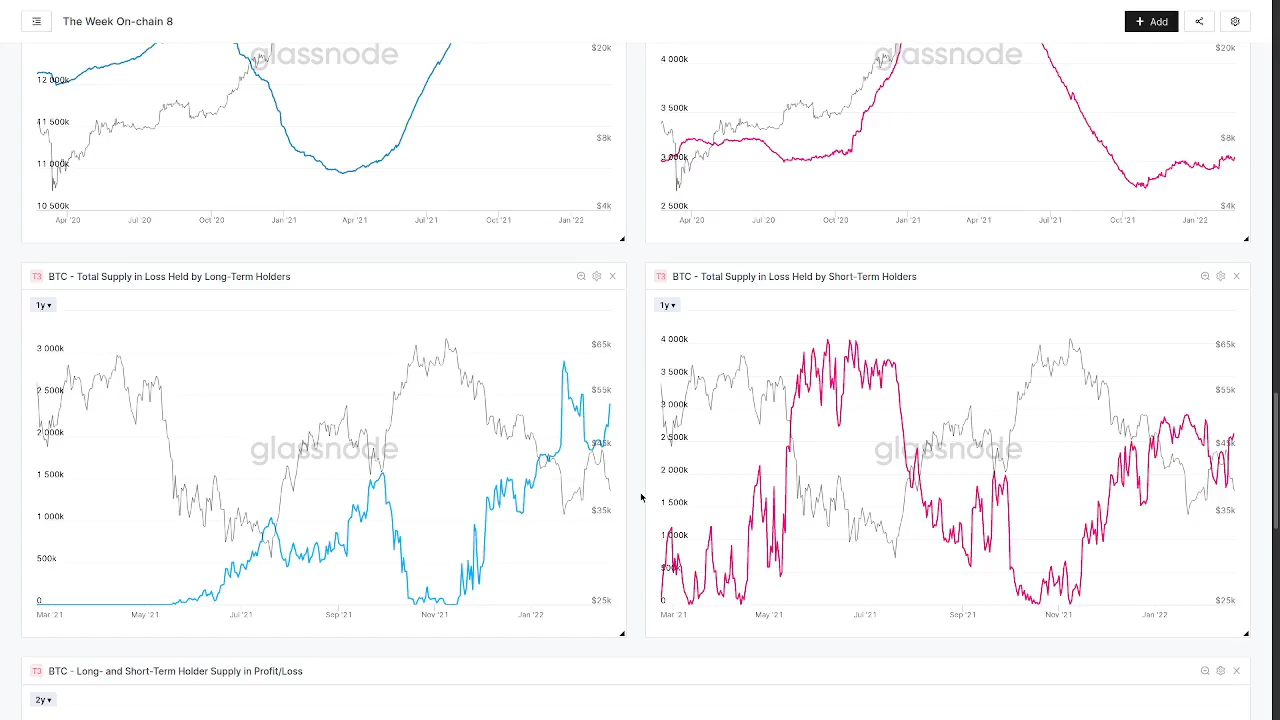 The Week On-chain 8
+ Add
glassnode
12 000k
11 500k
11 000k
10 500k
$20k
$8k
$4k
Apr '20
Jul '20
Oct '20
Jan '21
Apr '21
Jul '21
Oct '21
Jan '22
glassnode
4 000k
3 500k
3 000k
2 500k
$20k
$8k
$4k
Apr '20
Jul '20
Oct '20
Jan '21
Apr '21
Jul '21
Oct '21
Jan '22
T3 BTC - Total Supply in Loss Held by Long-Term Holders
1y
3 000k
2 500k
2 000k
1 500k
1 000k
500k
0
glassnode
$65k
$55k
$45k
$35k
$25k
Mar '21
May '21
Jul '21
Sep '21
Nov '21
Jan '22
T3 BTC - Total Supply in Loss Held by Short-Term Holders
1y
4 000k
3 500k
3 000k
2 500k
2 000k
1 500k
1 000k
500k
0
glassnode
$65k
$55k
$45k
$35k
$25k
Mar '21
May '21
Jul '21
Sep '21
Nov '21
Jan '22
T3 BTC - Long- and Short-Term Holder Supply in Profit/Loss
2y